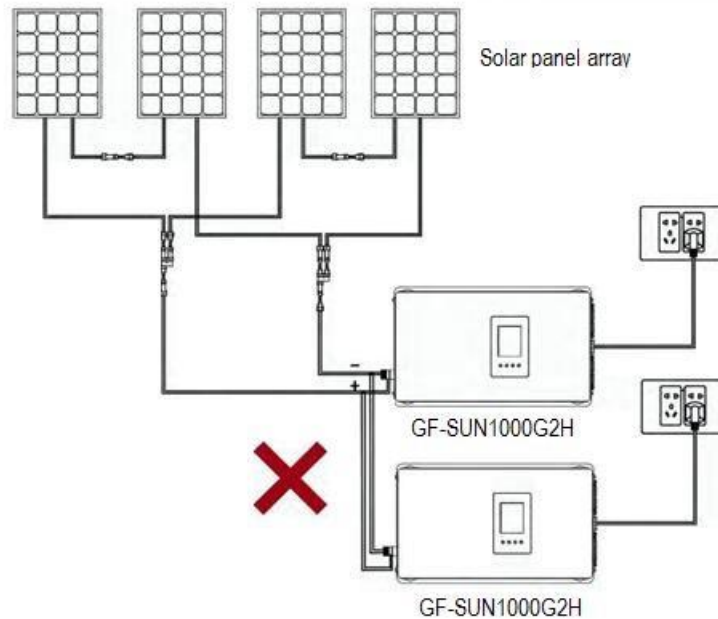 Solar panel array
−
+
GF-SUN1000G2H
GF-SUN1000G2H